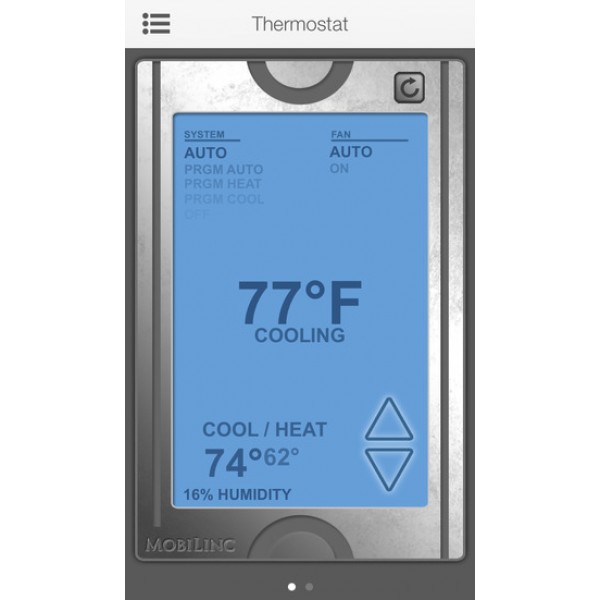 Thermostat
SYSTEM
AUTO
PRGM AUTO
PRGM HEAT
PRGM COOL
OFF
FAN
AUTO
ON
77°F
COOLING
COOL / HEAT
74° 62°
16% HUMIDITY
MOBILINC